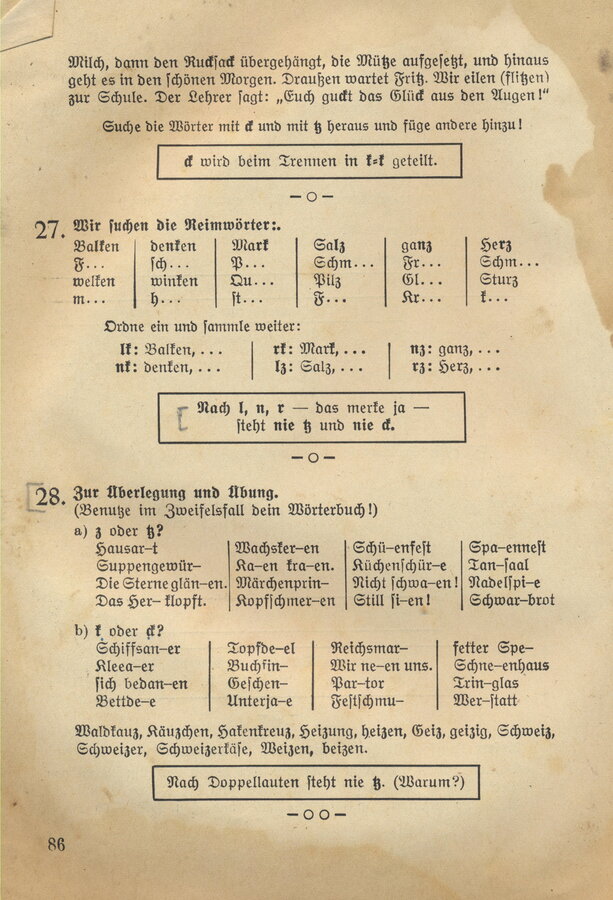 Milch, dann den Rucksack übergehängt, die Mütze aufgesetzt, und hinaus
geht es in den schönen Morgen. Draußen wartet Fritz. Wir eilen (flitzen)
zur Schule. Der Lehrer sagt: „Euch guckt das Glück aus den Augen!"
Suche die Wörter mit ck und mit tz heraus und füge andere hinzu!
ck wird beim Trennen in k=k geteilt.
27. Wir suchen die Reimwörter:.
Balken denken Mark Salz ganz Herz
F... sch... P... Schm... Fr... Schm...
welken winken Qu... Pilz Gl... Sturz
m... h... st... F... Kr... k...
Ordne ein und sammle weiter:
lk: Balken, ... rk: Mark, ... nz: ganz, ...
nk: denken, ... lz: Salz, ... rz: Herz, ...
Nach l, n, r — das merke ja —
steht nie tz und nie ck.
28. Zur Überlegung und Übung.
(Benutze im Zweifelsfall dein Wörterbuch!)
a) z oder tz?
Hausar–t Wachsker–en Schü–enfest Spa–ennest
Suppengewür– Ka–en kra–en. Küchenschür–e Tan–saal
Die Sterne glän–en. Märchenprin– Nicht schwa–en! Nadelspi–e
Das Her– klopft. Kopfschmer–en Still si–en! Schwar–brot
b) k oder ck?
Schiffsan–er Topfde–el Reichsmar– fetter Spe–
Kleea–er Buchfin– Wir ne–en uns. Schne–enhaus
sich bedan–en Geschen– Par–tor Trin–glas
Bettde–e Unterja–e Festschmu– Wer–statt
Waldkauz, Käuzchen, Hakenkreuz, Heizung, heizen, Geiz, geizig, Schweiz,
Schweizer, Schweizerkäse, Weizen, beizen.
Nach Doppellauten steht nie tz. (Warum?)
86